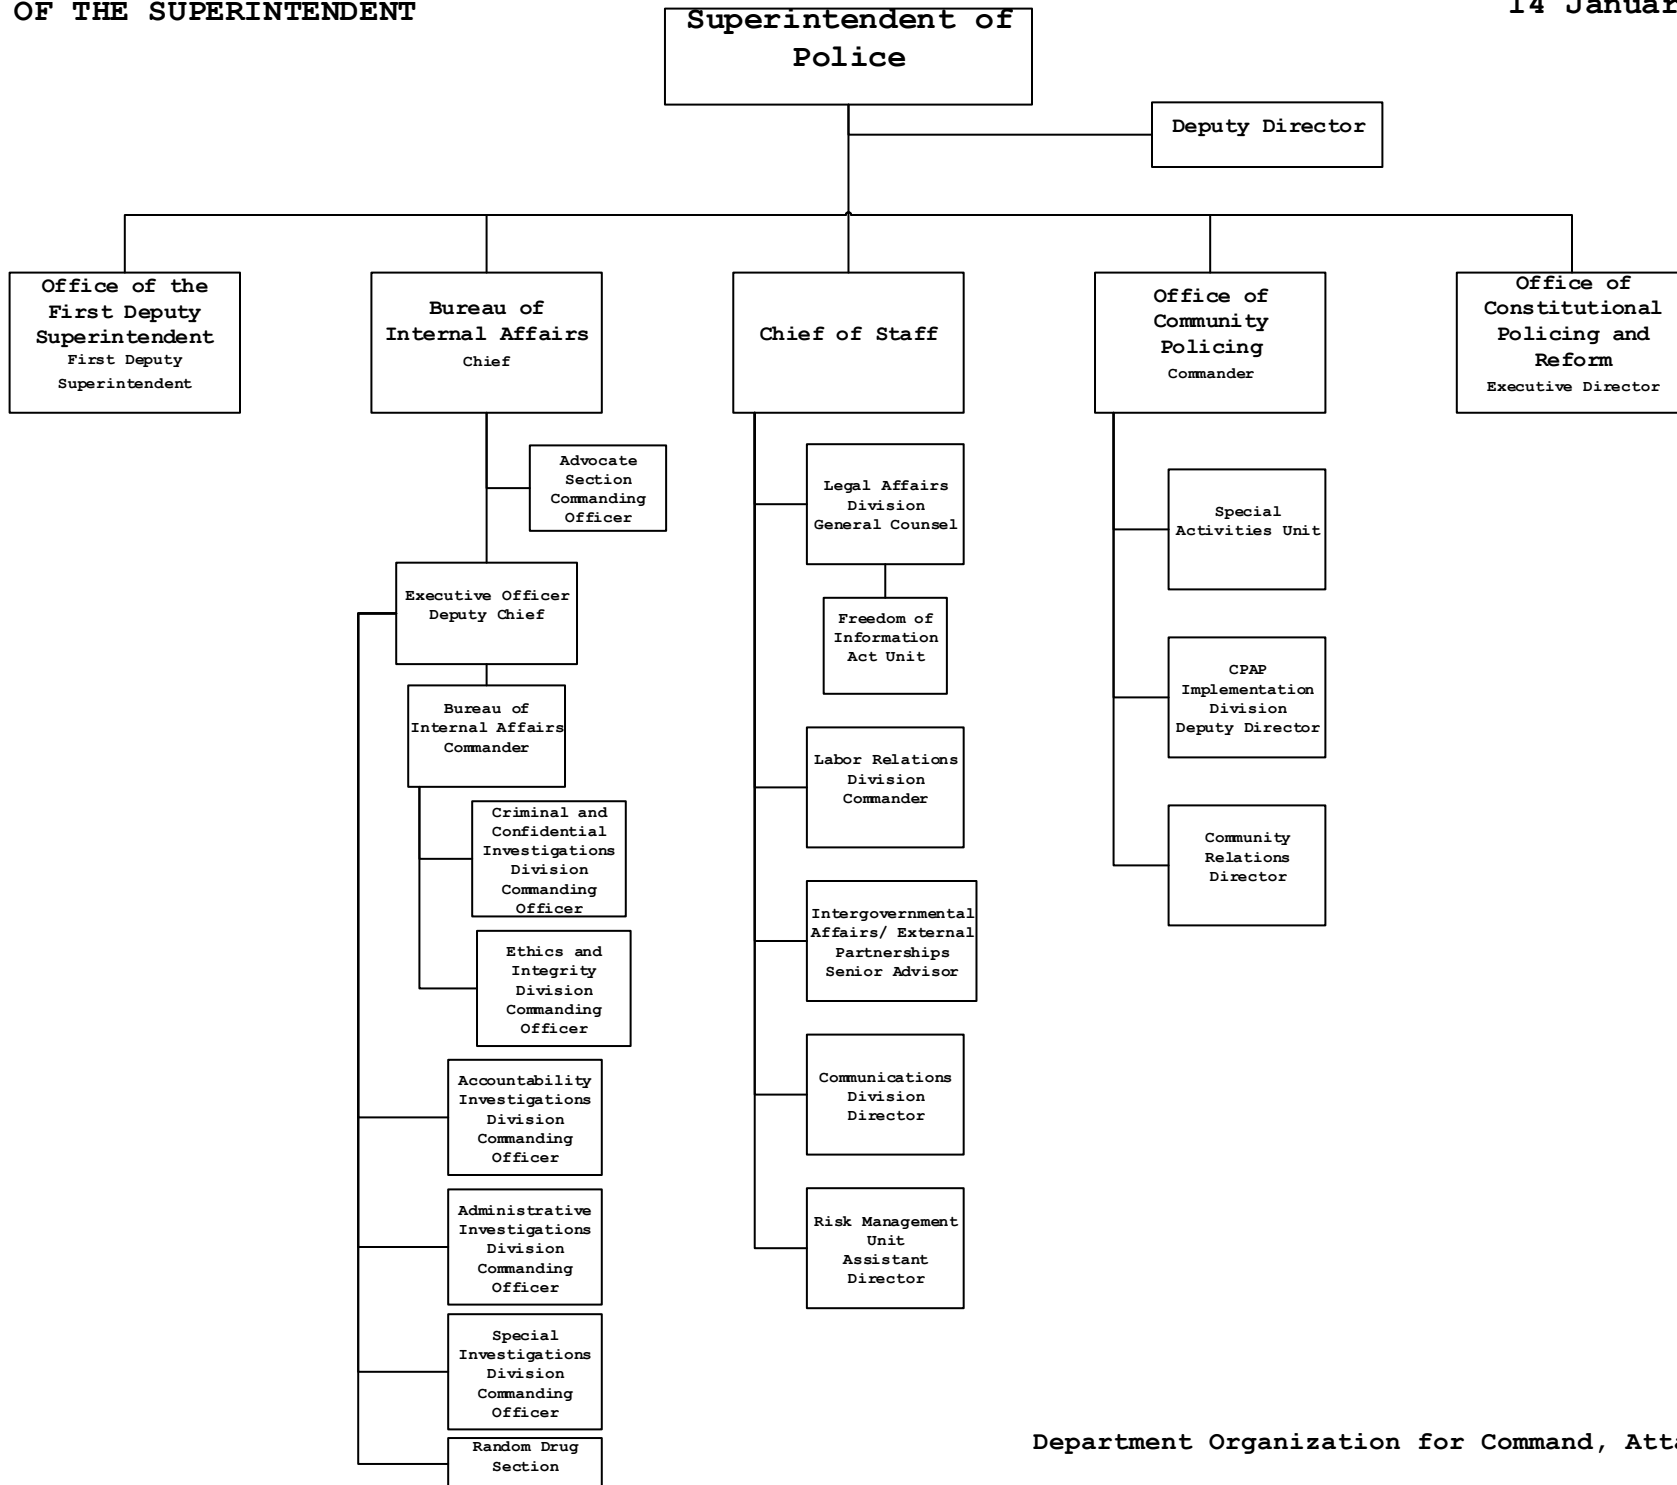 OF THE SUPERINTENDENT
14
Superintendent of
Police
Deputy Director
Office of the
First Deputy
Superintendent
First Deputy
Superintendent
Bureau of
Internal Affairs
Chief
Chief of Staff
Office of
Community
Policing
Commander
Office of
Constitutional
Policing and
Reform
Executive Director
Advocate
Section
Commanding
Officer
Executive Officer
Deputy Chief
Bureau of
Internal Affairs
Commander
Criminal and
Confidential
Investigations
Division
Commanding
Officer
Ethics and
Integrity
Division
Commanding
Officer
Accountability
Investigations
Division
Commanding
Officer
Administrative
Investigations
Division
Commanding
Officer
Special
Investigations
Division
Commanding
Officer
Random Drug
Section
Legal Affairs
Division
General Counsel
Freedom of
Information
Act Unit
Labor Relations
Division
Commander
Intergovernmental
Affairs/ External
Partnerships
Senior Advisor
Communications
Division
Director
Risk Management
Unit
Assistant
Director
Special
Activities Unit
CPAP
Implementation
Division
Deputy Director
Community
Relations
Director
Department Organization for Command,